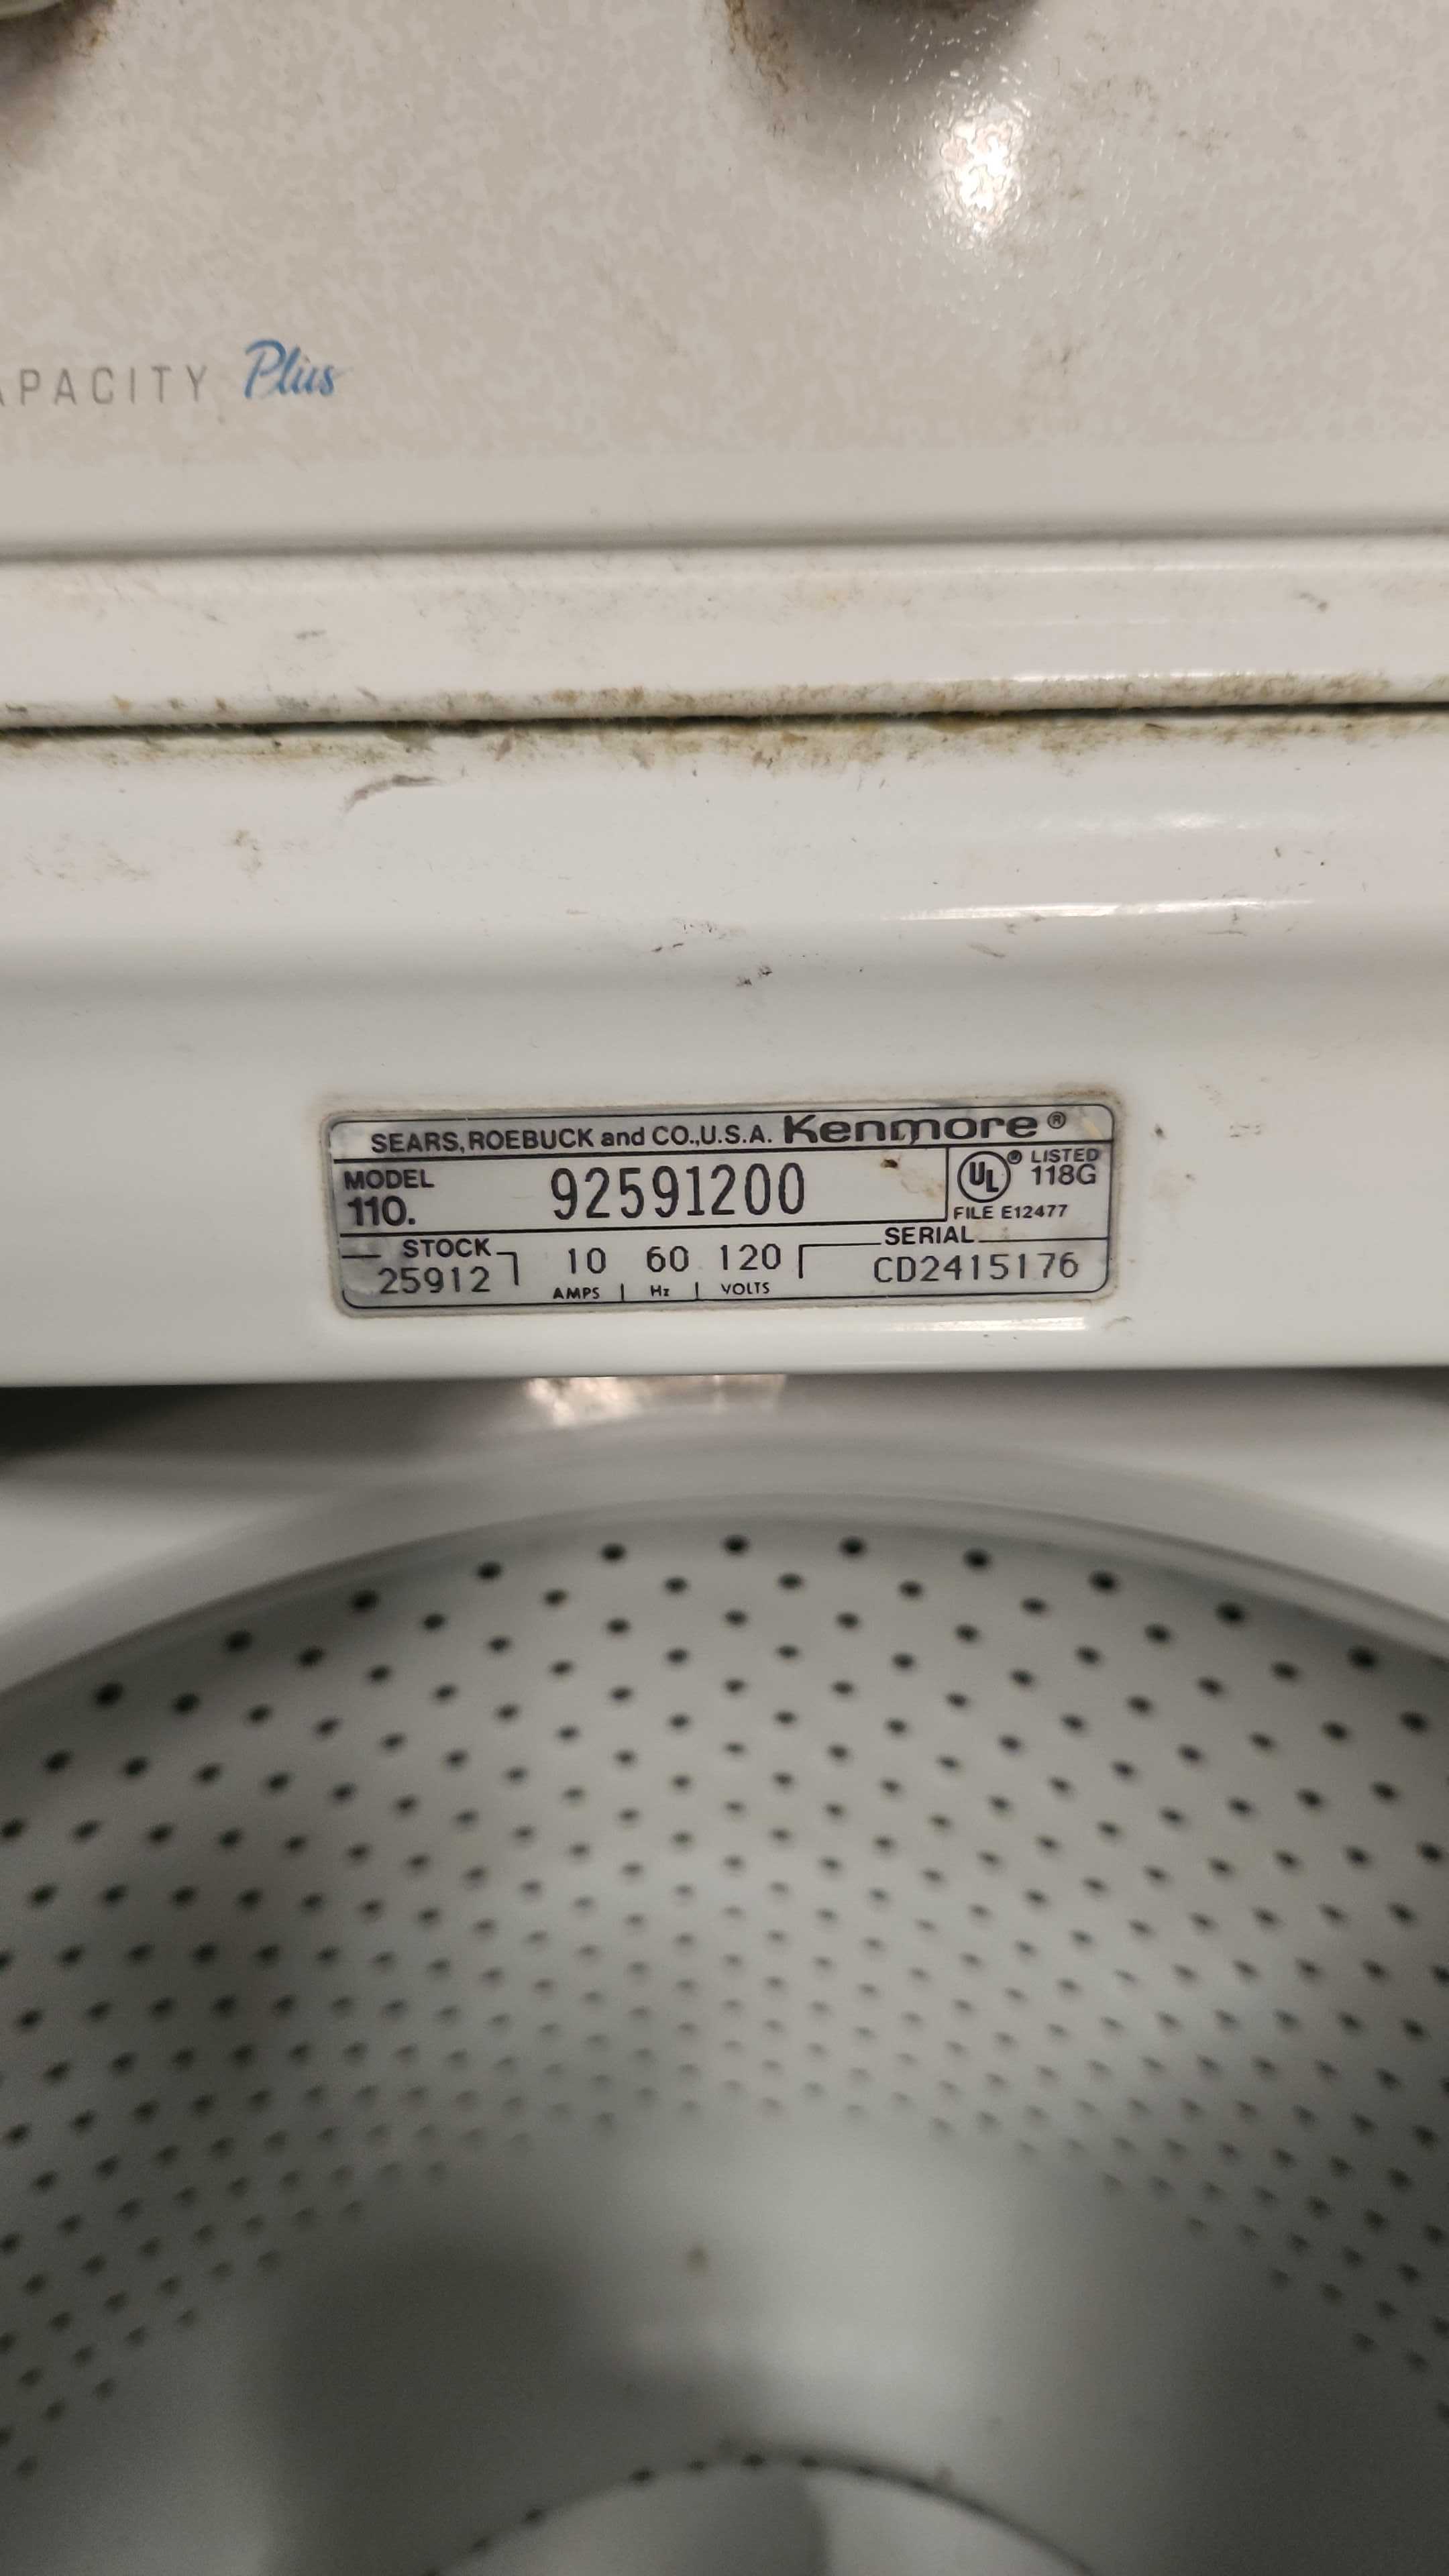 APACITY Plus
SEARS, ROEBUCK and CO., U.S.A. Kenmore®
MODEL
110. 92591200
UL ® LISTED
118G
FILE E12477
STOCK
25912
10 60 120
AMPS Hz VOLTS
SERIAL
CD2415176